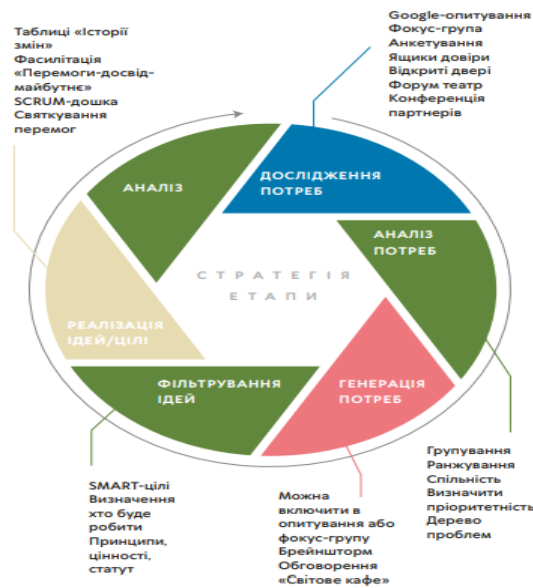 Таблиці «Історії
змін»
Фасилітація
«Перемоги-досвід-
майбутнє»
SCRUM-дошка
Святкування
перемог
Google-опитування
Фокус-група
Анкетування
Ящики довіри
Відкриті двері
Форум театр
Конференція
партнерів
АНАЛІЗ
ДОСЛІДЖЕННЯ
ПОТРЕБ
АНАЛІЗ
ПОТРЕБ
СТРАТЕГІЯ
ЕТАПИ
РЕАЛІЗАЦІЯ
ІДЕЙ/ЦІЛІ
ФІЛЬТРУВАННЯ
ІДЕЙ
ГЕНЕРАЦІЯ
ПОТРЕБ
SMART-цілі
Визначення
хто буде
робити
Принципи,
цінності,
статут
Можна
включити в
опитування або
фокус-групу
Брейншторм
Обговорення
«Світове кафе»
Групування
Ранжування
Спільність
Визначити
пріоритетність
Дерево
проблем